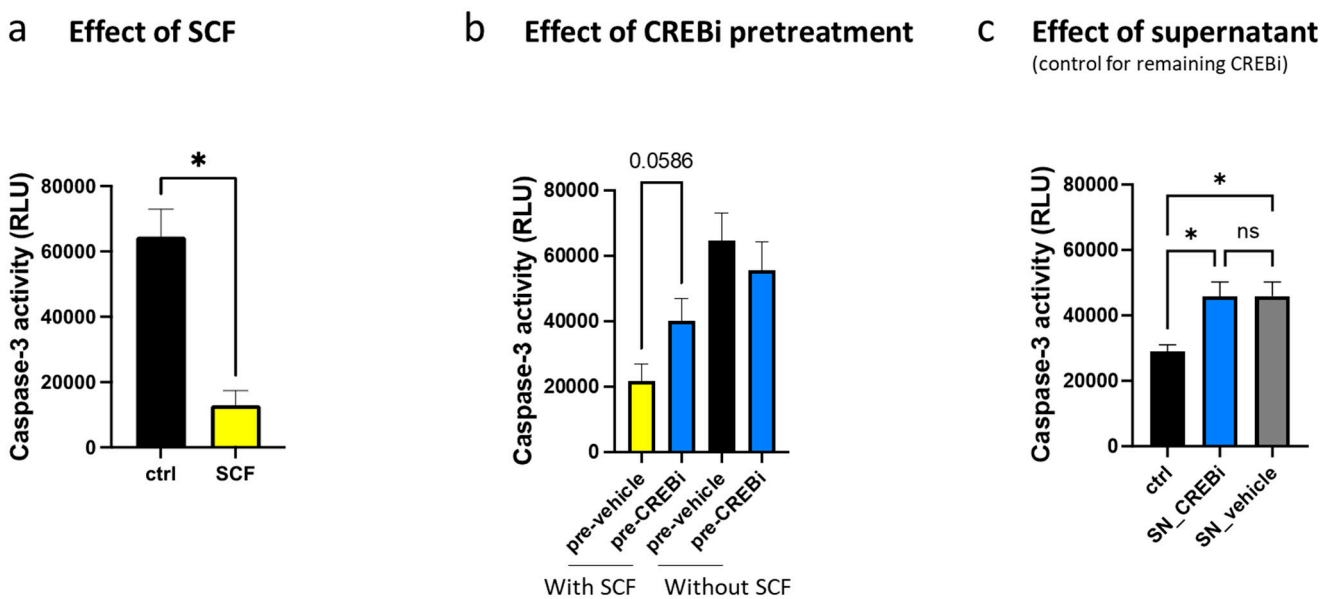 a Effect of SCF
b Effect of CREBi pretreatment
c Effect of supernatant
(control for remaining CREBi)
Caspase-3 activity (RLU)
80000
60000
40000
20000
0
*
ctrl
SCF
Caspase-3 activity (RLU)
80000
60000
40000
20000
0
0.0586
pre-vehicle
pre-CREBi
pre-vehicle
pre-CREBi
With SCF
Without SCF
Caspase-3 activity (RLU)
80000
60000
40000
20000
0
*
*
ns
ctrl
SN_CREBi
SN_vehicle